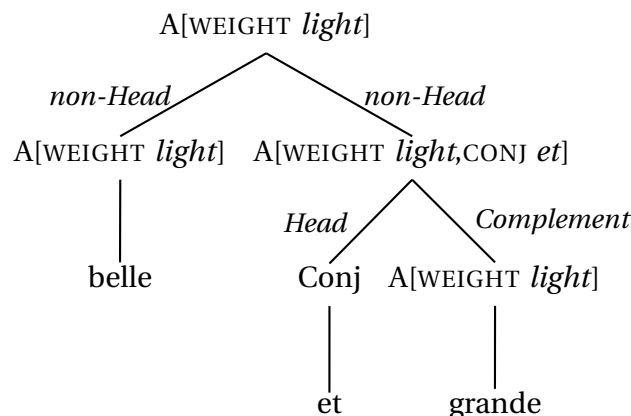 A[WEIGHT light]
non-Head non-Head
A[WEIGHT light] A[WEIGHT light,CONJ et]
Head Complement
belle Conj A[WEIGHT light]
et grande